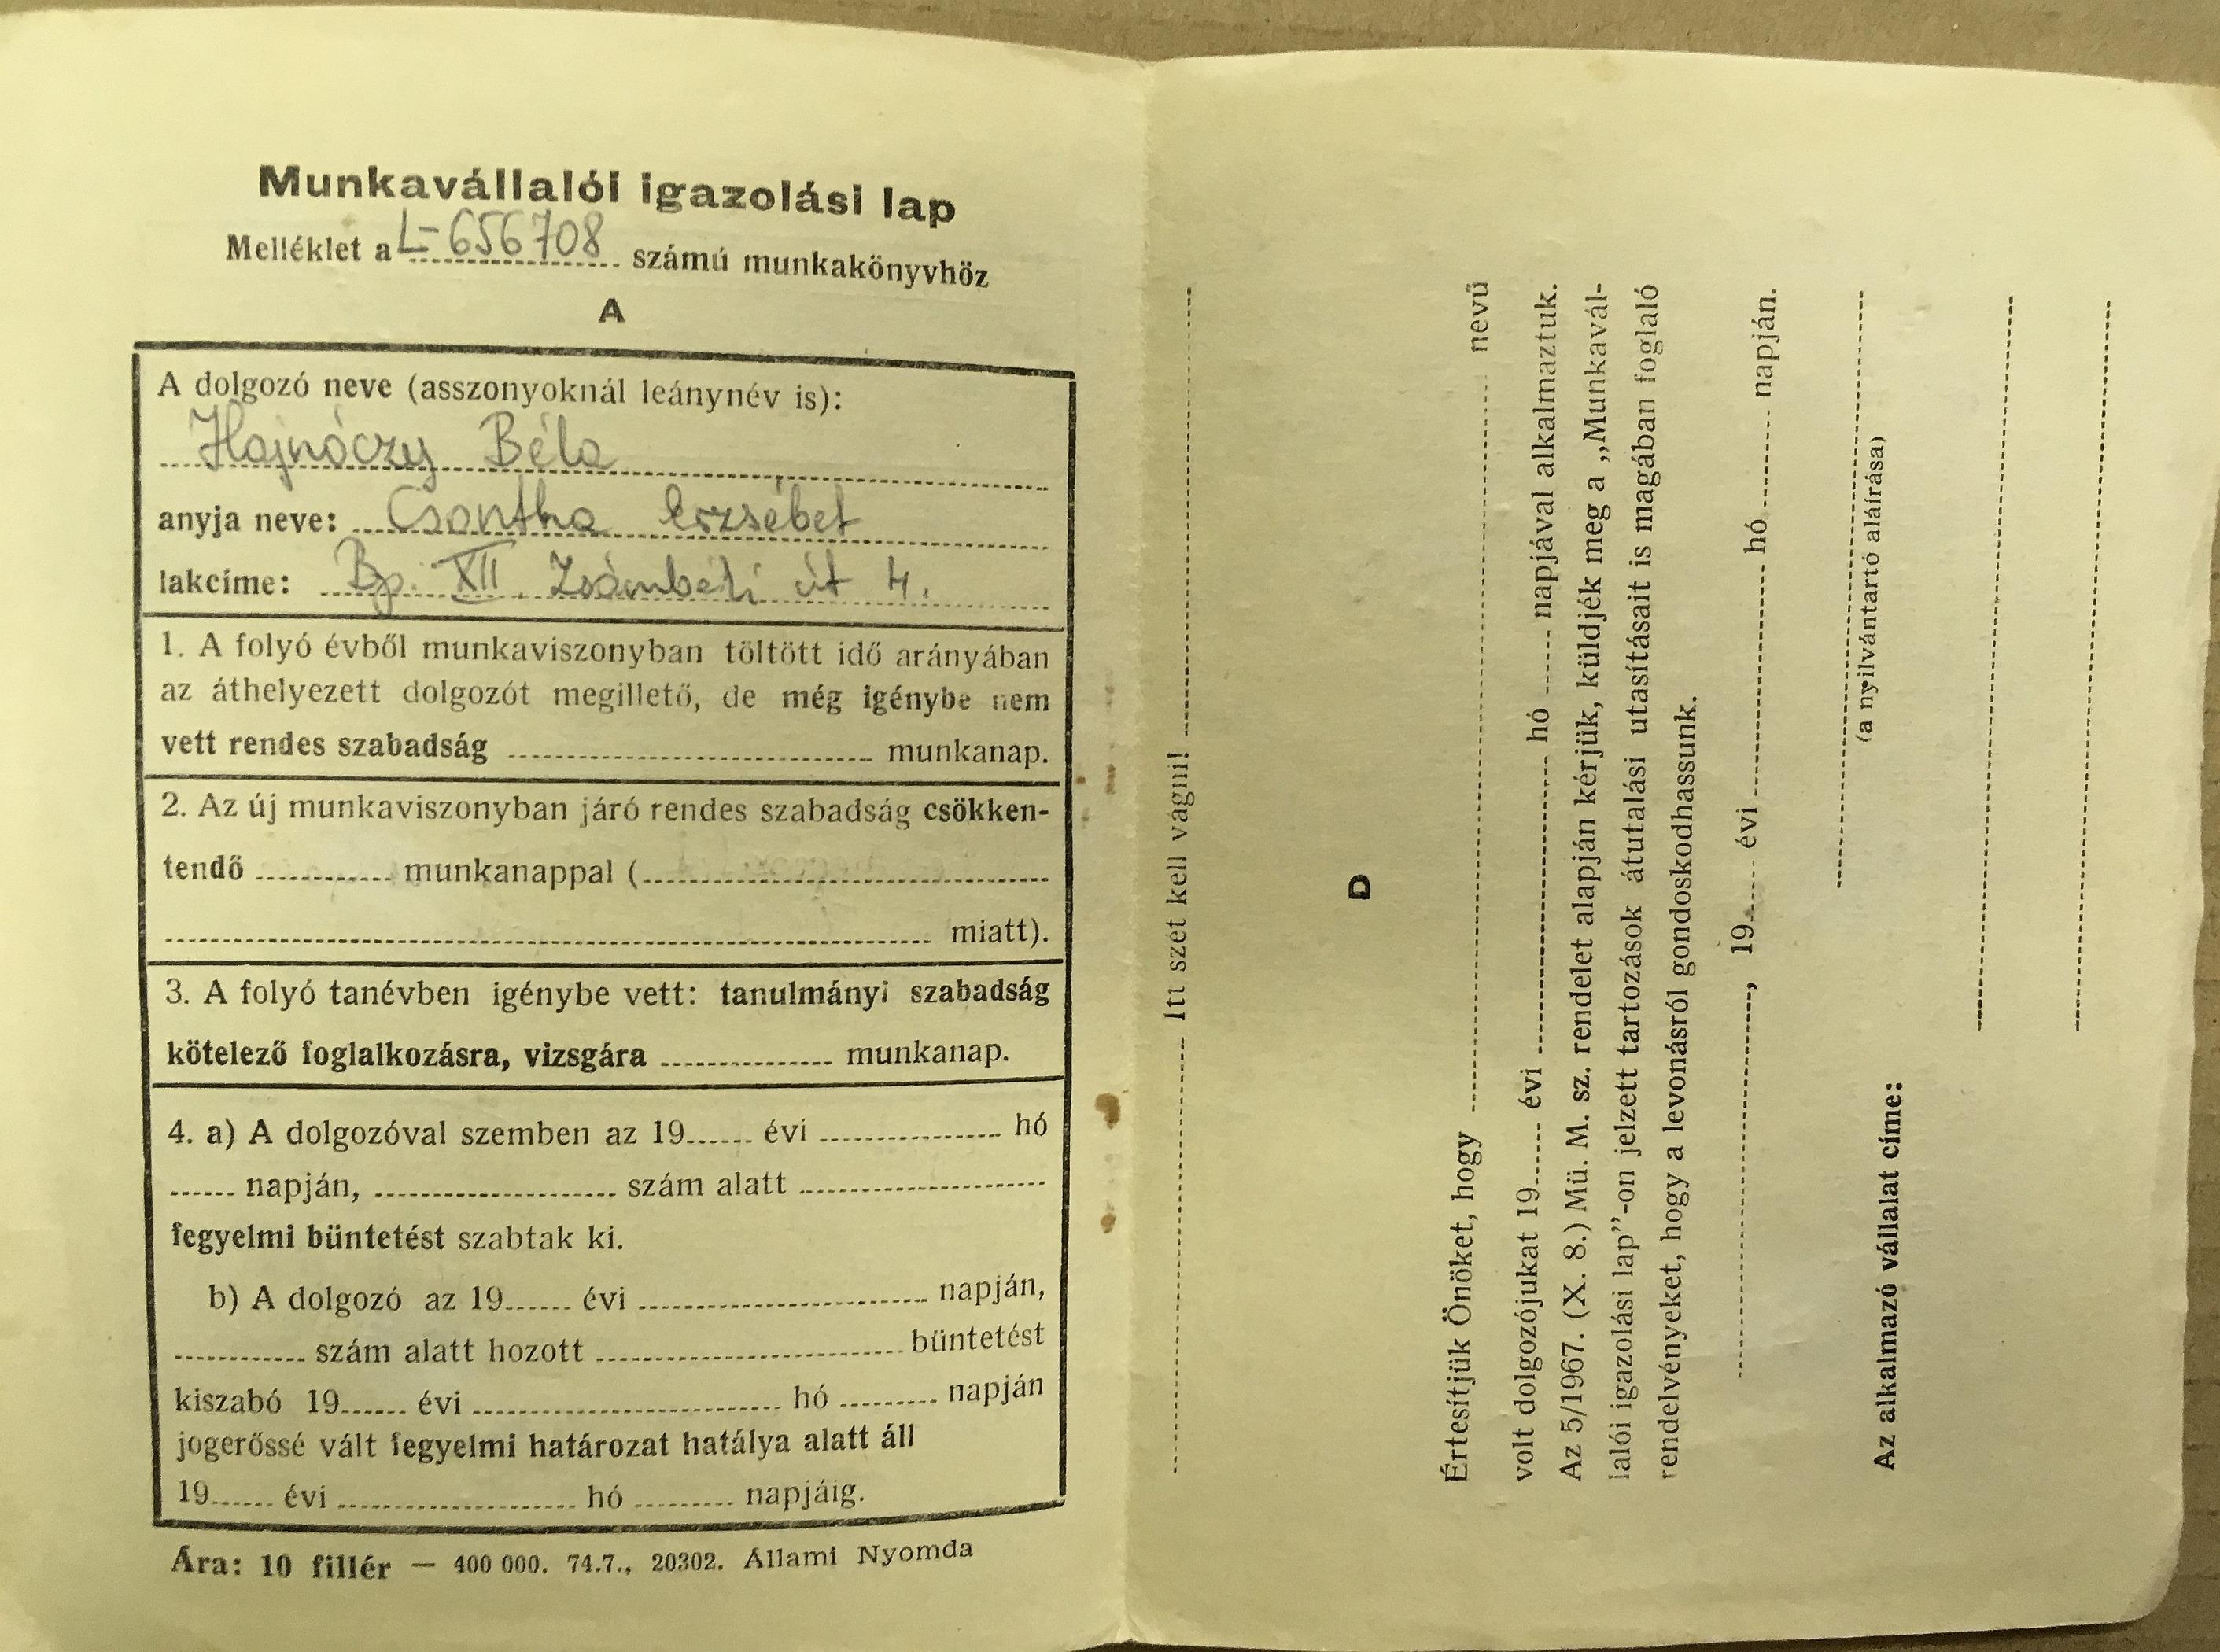 Munkavállalói igazolási lap
Melléklet a L-656708 számú munkakönyvhöz
A
A dolgozó neve (asszonyoknál leánynév is):
Hajnóczy Béla
anyja neve: Csontha Erzsébet
lakcíme: Bp. XII. Zsámbéki út 4.
1. A folyó évből munkaviszonyban töltött idő arányában
az áthelyezett dolgozót megillető, de még igénybe nem
vett rendes szabadság munkanap.
2. Az új munkaviszonyban járó rendes szabadság csökken-
tendő munkanappal (
miatt).
3. A folyó tanévben igénybe vett: tanulmányi szabadság
kötelező foglalkozásra, vizsgára munkanap.
4. a) A dolgozóval szemben az 19 évi hó
napján, szám alatt
fegyelmi büntetést szabtak ki.
b) A dolgozó az 19 évi napján,
szám alatt hozott büntetést
kiszabó 19 évi hó napján
jogerőssé vált fegyelmi határozat hatálya alatt áll
19 évi hó napjáig.
Ára: 10 fillér — 400 000. 74.7., 20302. Állami Nyomda
Itt szét kell vágni!
D
Értesítjük Önöket, hogy nevű
volt dolgozójukat 19 évi hó napjával alkalmaztuk.
Az 5/1967. (X. 8.) Mü. M. sz. rendelet alapján kérjük, küldjék meg a „Munkavál-
lalói igazolási lap”-on jelzett tartozások átutalási utasításait is magában foglaló
rendelvényeket, hogy a levonásról gondoskodhassunk.
, 19 évi hó napján.
(a nyilvántartó aláírása)
Az alkalmazó vállalat címe: